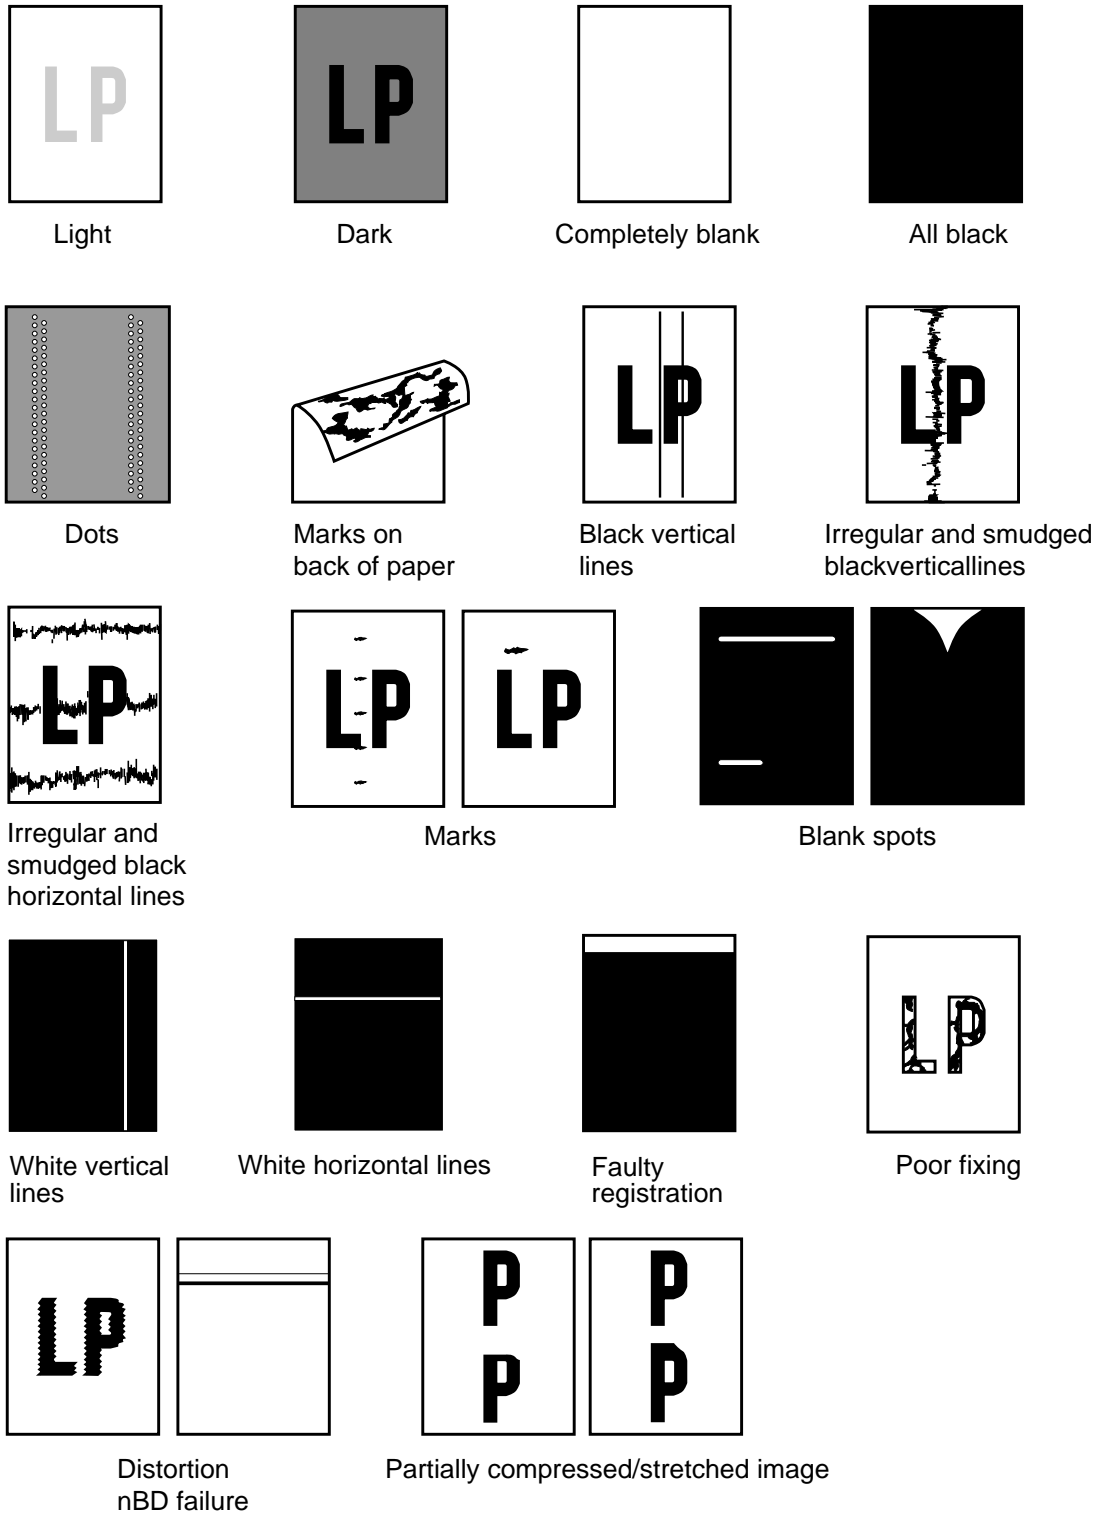 LP
LP
Light
Dark
Completely blank
All black
LP
LP
Dots
Marks on
back of paper
Black vertical
lines
Irregular and smudged
blackverticallines
LP
LP
LP
Irregular and
smudged black
horizontal lines
Marks
Blank spots
LP
White vertical
lines
White horizontal lines
Faulty
registration
Poor fixing
LP
P
P
P
P
Distortion
nBD failure
Partially compressed/stretched image